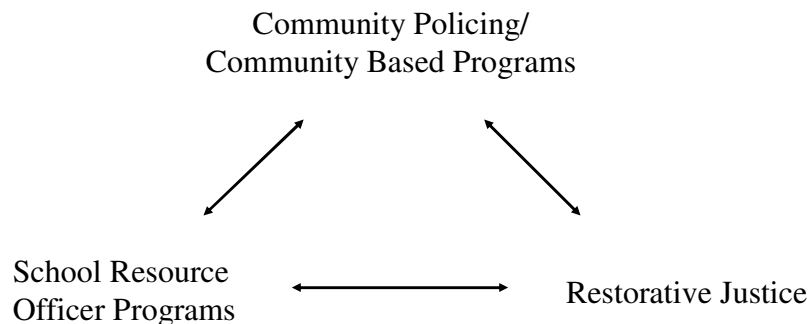 Community Policing/
Community Based Programs
School Resource
Officer Programs
Restorative Justice